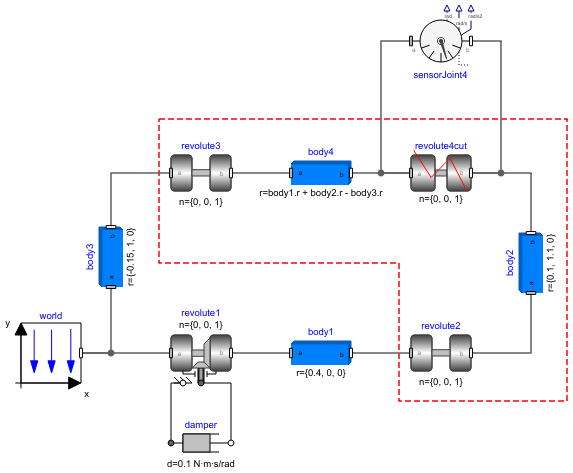 rad
rad/s
rad/s2
a
b
sensorJoint4
revolute3
body4
revolute4cut
a
b
a
b
a
b
n={0, 0, 1}
r=body1.r + body2.r - body3.r
n={0, 0, 1}
body3
b
a
r={-0.15, 1, 0}
body2
b
a
r={0.1, 1.1, 0}
world
y
x
revolute1
n={0, 0, 1}
a
b
body1
a
b
r={0.4, 0, 0}
revolute2
a
b
n={0, 0, 1}
damper
d=0.1 N·m·s/rad